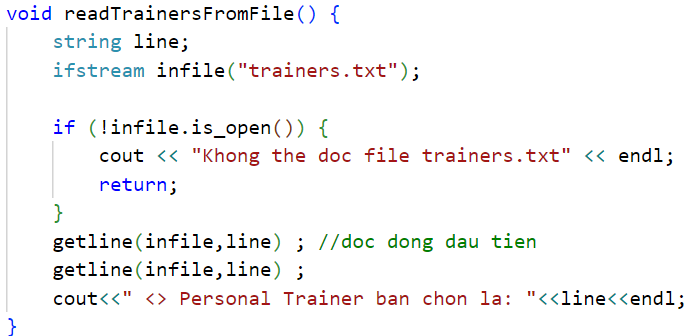 void readTrainersFromFile() {
    string line;
    ifstream infile("trainers.txt");

    if (!infile.is_open()) {
        cout << "Khong the doc file trainers.txt" << endl;
        return;
    }
    getline(infile,line) ; //doc dong dau tien
    getline(infile,line) ;
    cout<<" <> Personal Trainer ban chon la: "<<line<<endl;
}